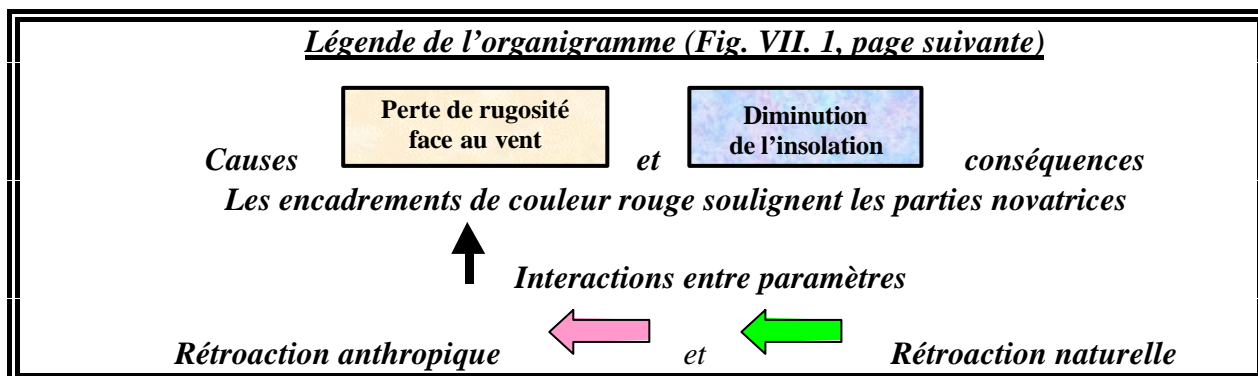 Légende de l’organigramme (Fig. VII. 1, page suivante)
Perte de rugosité
face au vent
Diminution
de l’insolation
Causes et conséquences
Les encadrements de couleur rouge soulignent les parties novatrices
Interactions entre paramètres
Rétroaction anthropique et Rétroaction naturelle